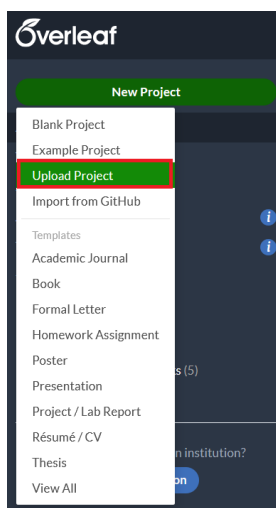 Overleaf
New Project
Blank Project
Example Project
Upload Project
Import from GitHub
i
Templates
i
Academic Journal
Book
Formal Letter
Homework Assignment
Poster
s (5)
Presentation
Project / Lab Report
Résumé / CV
n institution?
Thesis
on
View All